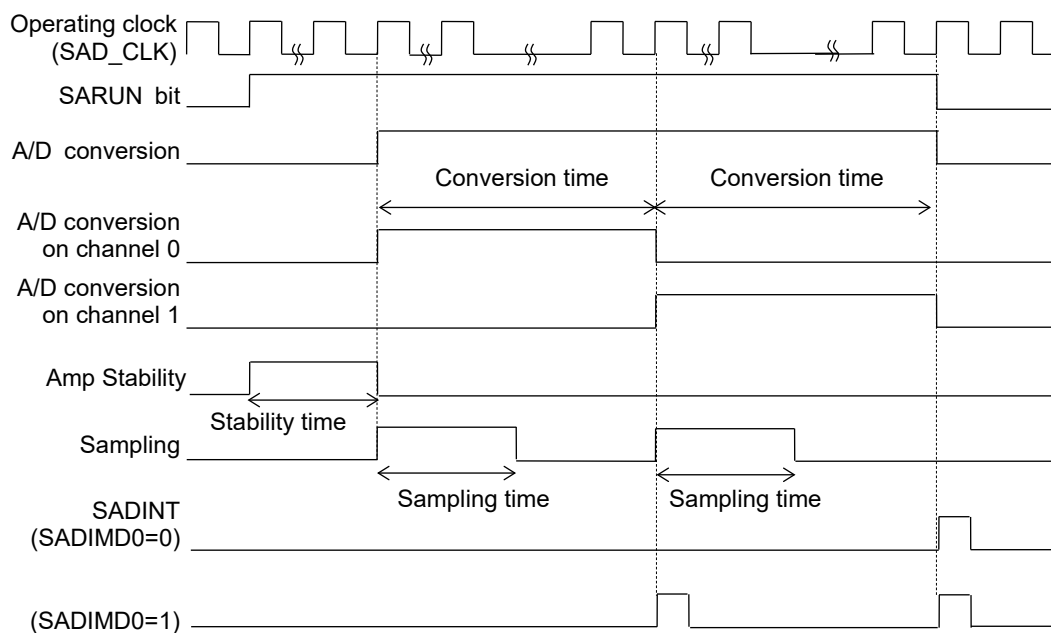 Operating clock
(SAD_CLK)
SARUN bit
A/D conversion
Conversion time
Conversion time
A/D conversion
on channel 0
A/D conversion
on channel 1
Amp Stability
Stability time
Sampling
Sampling time
Sampling time
SADINT
(SADIMD0=0)
(SADIMD0=1)